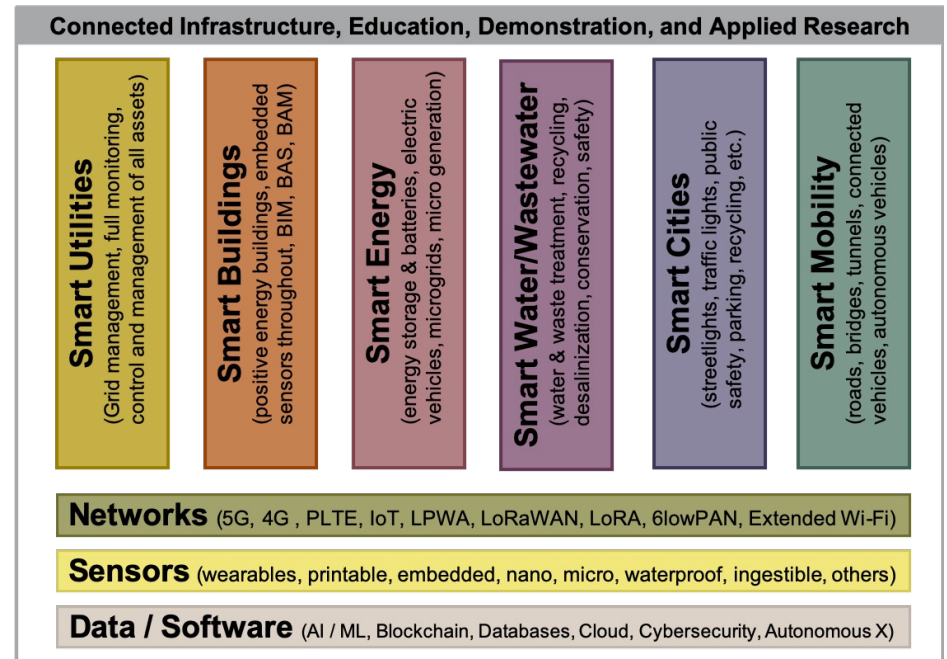 Connected Infrastructure, Education, Demonstration, and Applied Research
Smart Utilities
(Grid management, full monitoring,
control and management of all assets)
Smart Buildings
(positive energy buildings, embedded
sensors throughout, BIM, BAS, BAM)
Smart Energy
(energy storage & batteries, electric
vehicles, microgrids, micro generation)
Smart Water/Wastewater
(water & waste treatment, recycling,
desalinization, conservation, safety)
Smart Cities
(streetlights, traffic lights, public
safety, parking, recycling, etc.)
Smart Mobility
(roads, bridges, tunnels, connected
vehicles, autonomous vehicles)
Networks (5G, 4G , PLTE, IoT, LPWA, LoRaWAN, LoRA, 6lowPAN, Extended Wi-Fi)
Sensors (wearables, printable, embedded, nano, micro, waterproof, ingestible, others)
Data / Software (AI / ML, Blockchain, Databases, Cloud, Cybersecurity, Autonomous X)